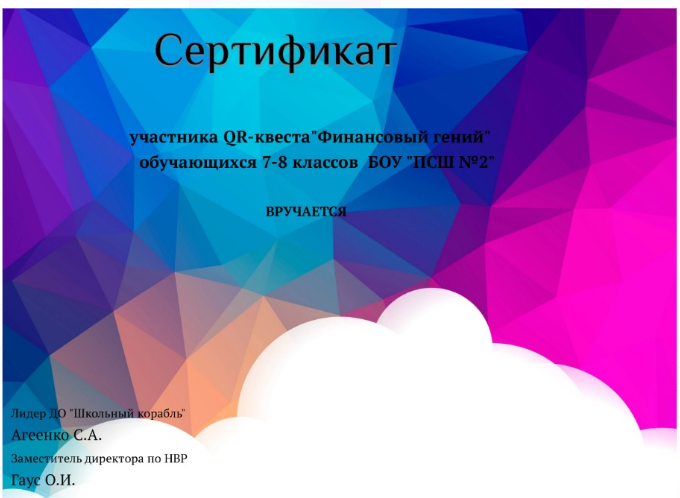 Сертификат
участника QR-квеста"Финансовый гений"
обучающихся 7-8 классов БОУ "ПСШ №2"
ВРУЧАЕТСЯ
Лидер ДО "Школьный корабль"
Агеенко С.А.
Заместитель директора по НВР
Гаус О.И.